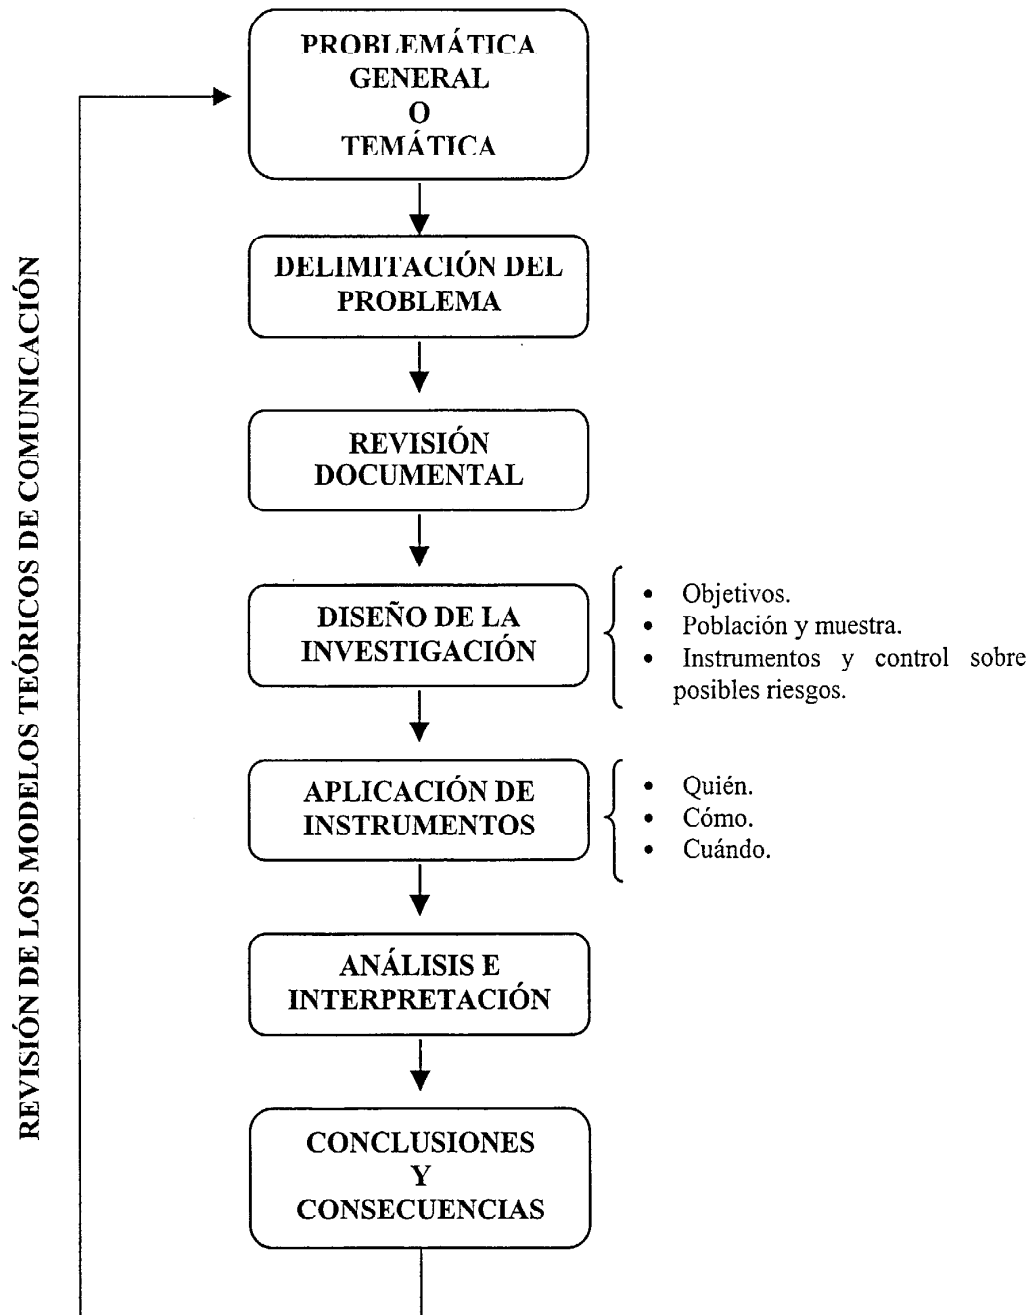 PROBLEMÁTICA
GENERAL
O
TEMÁTICA
DELIMITACIÓN DEL
PROBLEMA
REVISIÓN
DOCUMENTAL
DISEÑO DE LA
INVESTIGACIÓN
• Objetivos.
• Población y muestra.
• Instrumentos y control sobre
posibles riesgos.
APLICACIÓN DE
INSTRUMENTOS
• Quién.
• Cómo.
• Cuándo.
ANÁLISIS E
INTERPRETACIÓN
CONCLUSIONES
Y
CONSECUENCIAS
REVISIÓN DE LOS MODELOS TEÓRICOS DE COMUNICACIÓN